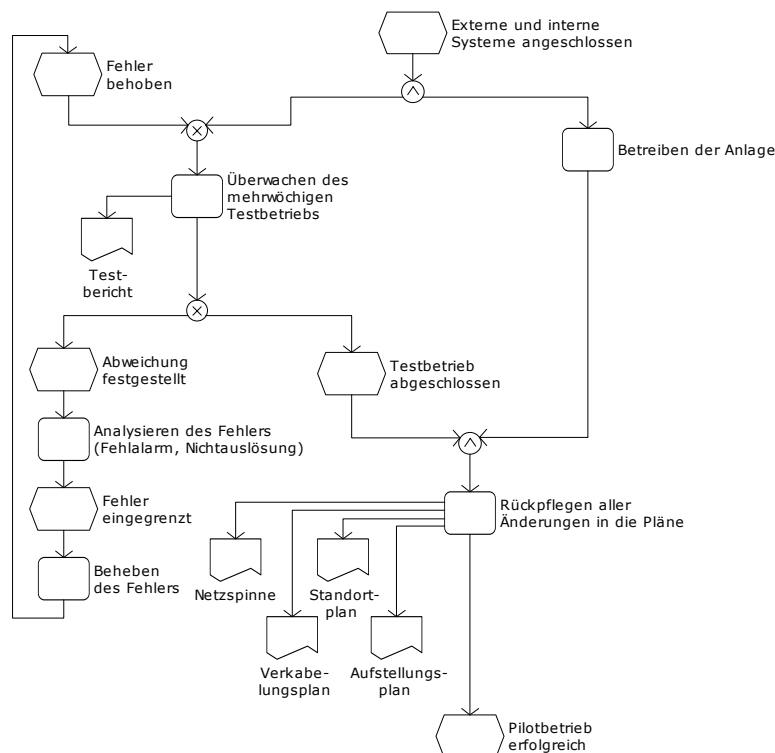 Externe und interne
Systeme angeschlossen
Fehler
behoben
Betreiben der Anlage
Überwachen des
mehrwöchigen
Testbetriebs
Test-
bericht
Abweichung
festgestellt
Testbetrieb
abgeschlossen
Analysieren des Fehlers
(Fehlalarm, Nichtauslösung)
Fehler
eingegrenzt
Rückpflegen aller
Änderungen in die Pläne
Beheben
des Fehlers
Netzspinne
Standort-
plan
Verkabe-
lungsplan
Aufstellungs-
plan
Pilotbetrieb
erfolgreich